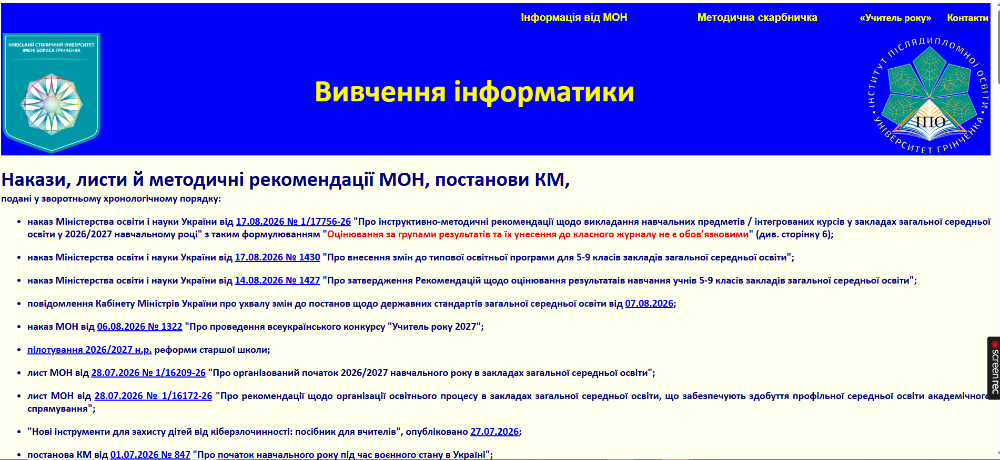 Інформація від МОН
Методична скарбничка
«Учитель року»
Контакти
КИЇВСЬКИЙ СТОЛИЧНИЙ УНІВЕРСИТЕТ
ІМЕНІ БОРИСА ГРІНЧЕНКА
Вивчення інформатики
• ІНСТИТУТ ПІСЛЯДИПЛОМНОЇ ОСВІТИ •
УНІВЕРСИТЕТ ГРІНЧЕНКА
ІПО
Накази, листи й методичні рекомендації МОН, постанови КМ,
подані у зворотньому хронологічному порядку:
• наказ Міністерства освіти і науки України від 17.08.2026 № 1/17756-26 "Про інструктивно-методичні рекомендації щодо викладання навчальних предметів / інтегрованих курсів у закладах загальної середньої
освіти у 2026/2027 навчальному році" з таким формулюванням "Оцінювання за групами результатів та їх унесення до класного журналу не є обов’язковими" (див. сторінку 6);
• наказ Міністерства освіти і науки України від 17.08.2026 № 1430 "Про внесення змін до типової освітньої програми для 5-9 класів закладів загальної середньої освіти";
• наказ Міністерства освіти і науки України від 14.08.2026 № 1427 "Про затвердження Рекомендацій щодо оцінювання результатаів навчання учнів 5-9 класів закладів загальної середньої освіти";
• повідомлення Кабінету Міністрів України про ухвалу змін до постанов щодо державних стандартів загальної середньої освіти від 07.08.2026;
• наказ МОН від 06.08.2026 № 1322 "Про проведення всеукраїнського конкурсу "Учитель року 2027";
• пілотування 2026/2027 н.р. реформи старшої школи;
• лист МОН від 28.07.2026 № 1/16209-26 "Про організований початок 2026/2027 навчального року в закладах загальної середньої освіти";
• лист МОН від 28.07.2026 № 1/16172-26 "Про рекомендації щодо організації освітнього процесу в закладах загальної середньої освіти, що забезпечують здобуття профільної середньої освіти академічного
спрямування";
• "Нові інструменти для захисту дітей від кіберзлочинності: посібник для вчителів", опубліковано 27.07.2026;
• постанова КМ від 01.07.2026 № 847 "Про початок навчального року під час воєнного стану в Україні";
screenrec